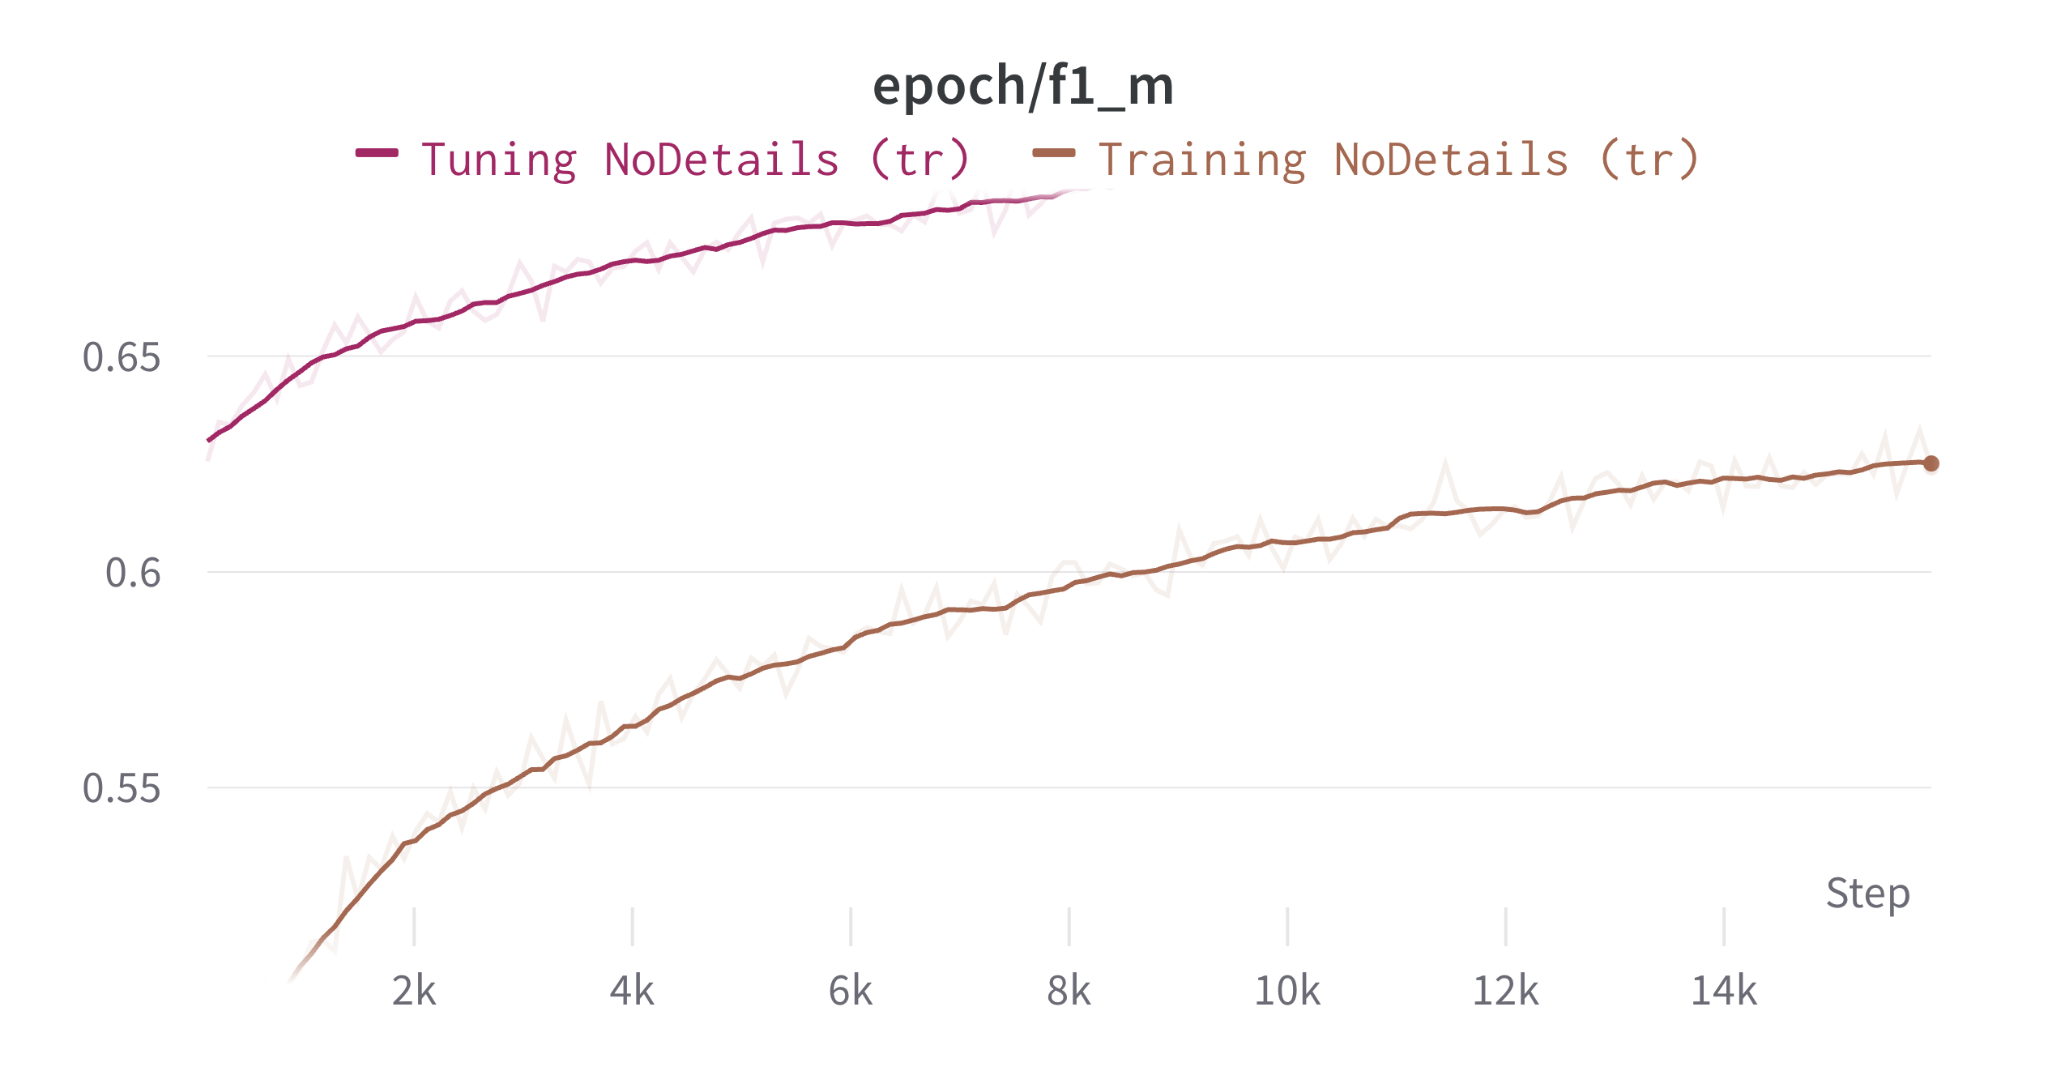 epoch/f1_m
Tuning NoDetails (tr) Training NoDetails (tr)
0.65
0.6
0.55
Step
2k 4k 6k 8k 10k 12k 14k